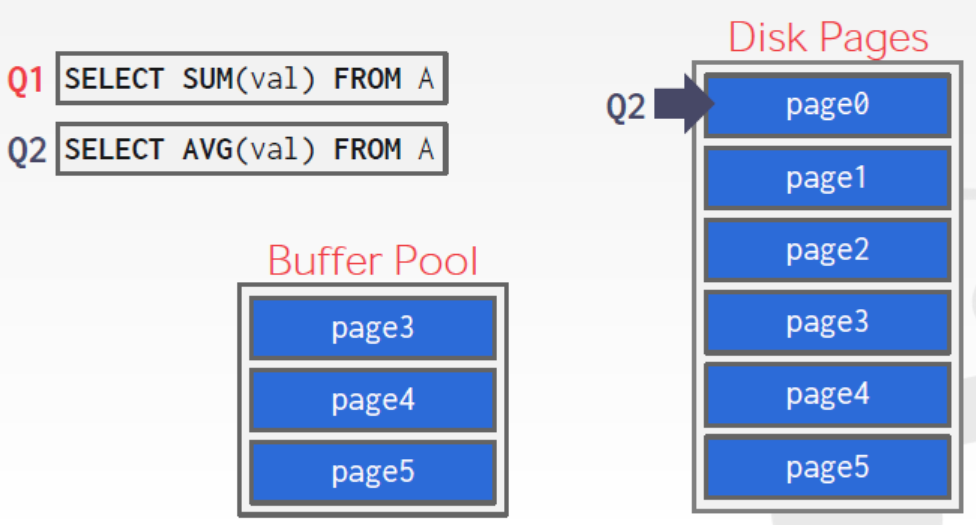 Q1 SELECT SUM(val) FROM A
Q2 SELECT AVG(val) FROM A
Buffer Pool
page3
page4
page5
Disk Pages
Q2
page0
page1
page2
page3
page4
page5